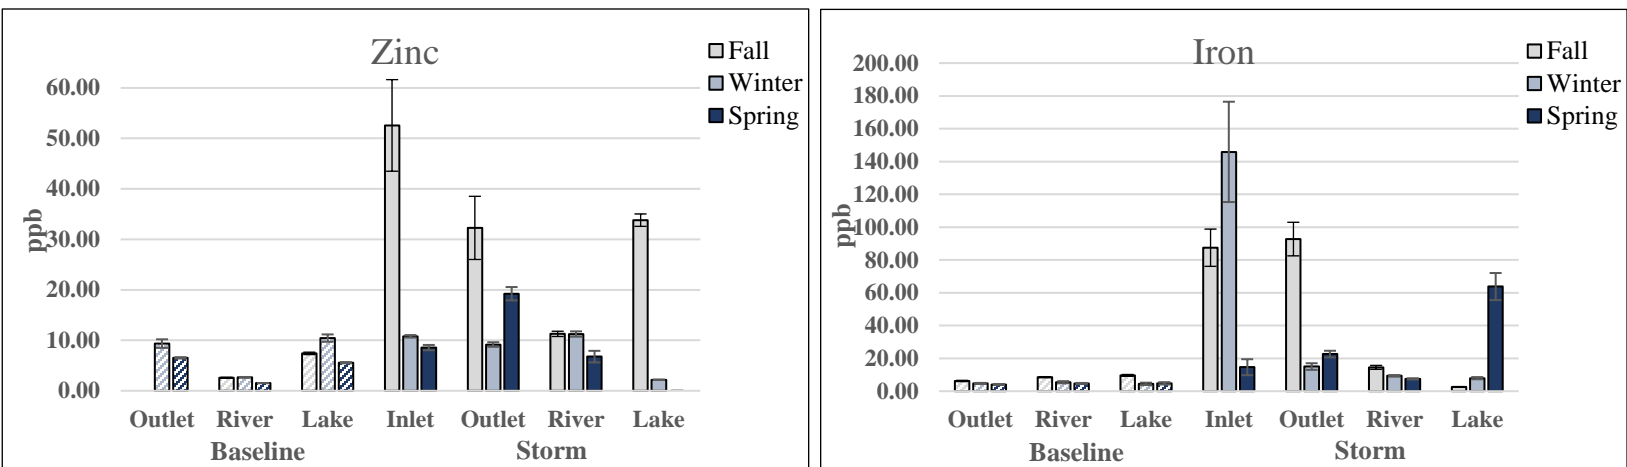 Zinc
Fall
Winter
Spring
ppb
60.00
50.00
40.00
30.00
20.00
10.00
0.00
Outlet River Lake Inlet Outlet River Lake
Baseline Storm
Iron
Fall
Winter
Spring
ppb
200.00
180.00
160.00
140.00
120.00
100.00
80.00
60.00
40.00
20.00
0.00
Outlet River Lake Inlet Outlet River Lake
Baseline Storm